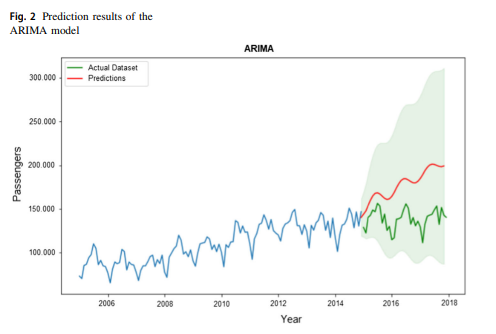 Fig. 2 Prediction results of the
ARIMA model
ARIMA
Actual Dataset
Predictions
300.000
250.000
200.000
150.000
100.000
Passengers
2006 2008 2010 2012 2014 2016 2018
Year